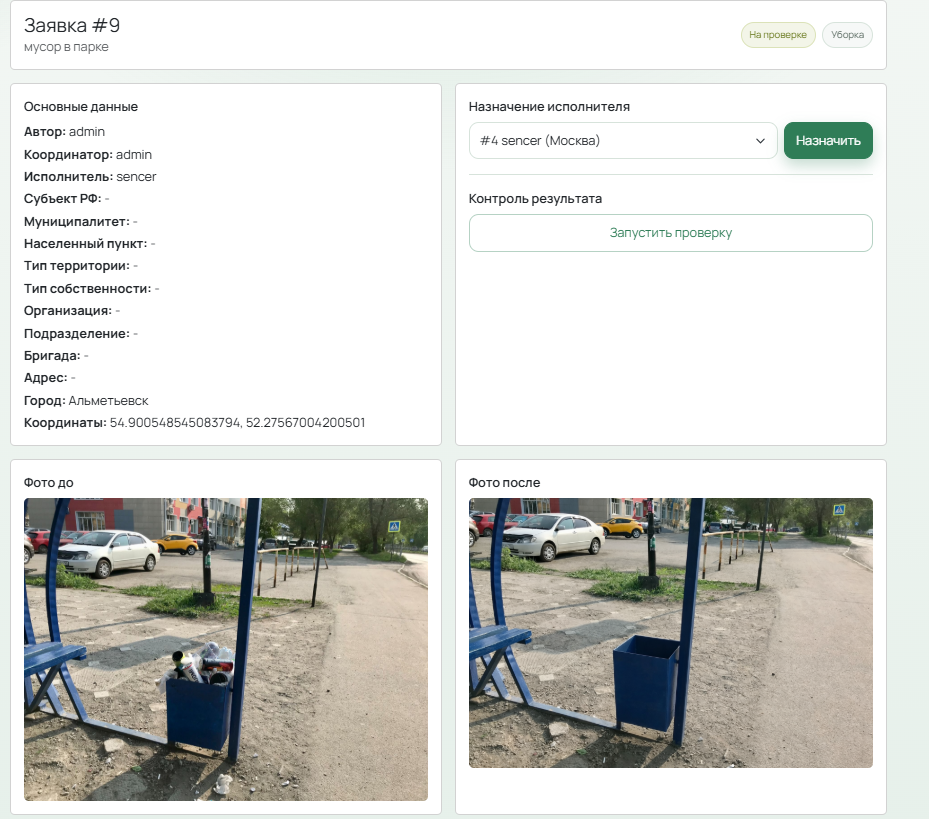 Заявка #9
мусор в парке
На проверке
Уборка
Основные данные
Автор: admin
Координатор: admin
Исполнитель: sencer
Субъект РФ: -
Муниципалитет: -
Населенный пункт: -
Тип территории: -
Тип собственности: -
Организация: -
Подразделение: -
Бригада: -
Адрес: -
Город: Альметьевск
Координаты: 54.900548545083794, 52.27567004200501
Назначение исполнителя
#4 sencer (Москва)
Назначить
Контроль результата
Запустить проверку
Фото до
Фото после